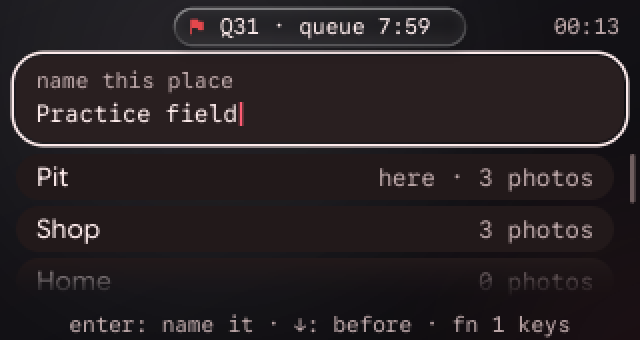 Q31 · queue 7:59
00:13
name this place
Practice field
Pit here · 3 photos
Shop 3 photos
Home 0 photos
enter: name it · ↓: before · fn 1 keys